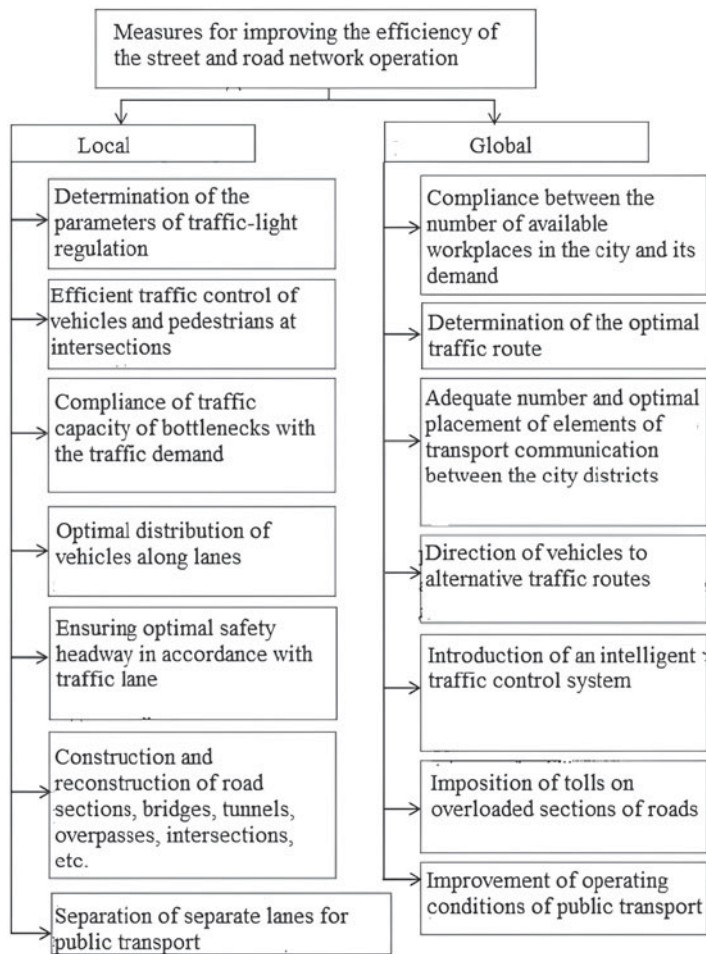 Measures for improving the efficiency of
the street and road network operation
Local
Determination of the
parameters of traffic-light
regulation
Efficient traffic control of
vehicles and pedestrians at
intersections
Compliance of traffic
capacity of bottlenecks with
the traffic demand
Optimal distribution of
vehicles along lanes
Ensuring optimal safety
headway in accordance with
traffic lane
Construction and
reconstruction of road
sections, bridges, tunnels,
overpasses, intersections,
etc.
Separation of separate lanes for
public transport
Global
Compliance between the
number of available
workplaces in the city and its
demand
Determination of the optimal
traffic route
Adequate number and optimal
placement of elements of
transport communication
between the city districts
Direction of vehicles to
alternative traffic routes
Introduction of an intelligent
traffic control system
Imposition of tolls on
overloaded sections of roads
Improvement of operating
conditions of public transport